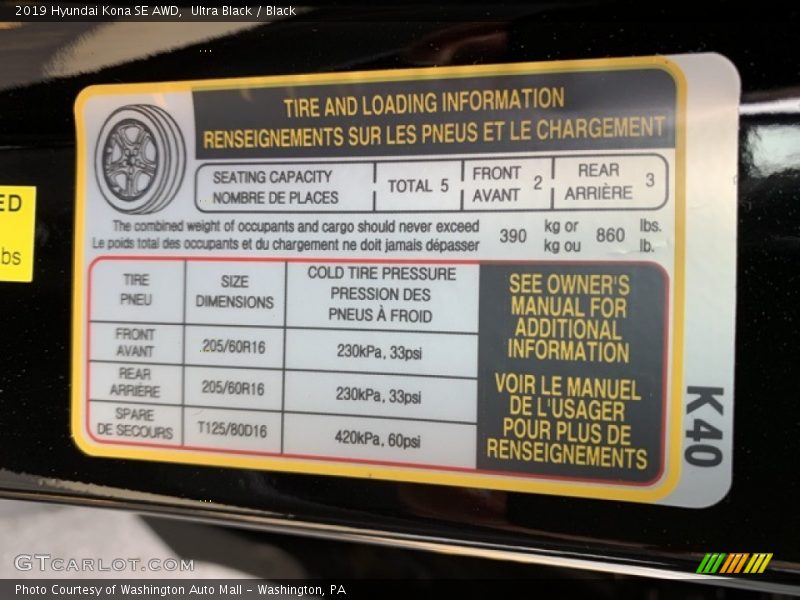 2019 Hyundai Kona SE AWD,  Ultra Black / Black
TIRE AND LOADING INFORMATION
RENSEIGNEMENTS SUR LES PNEUS ET LE CHARGEMENT
SEATING CAPACITY
NOMBRE DE PLACES
TOTAL 5
FRONT
AVANT
2
REAR
ARRIÈRE
3
The combined weight of occupants and cargo should never exceed
Le poids total des occupants et du chargement ne doit jamais dépasser
390
kg or
kg ou
860
lbs.
lb.
TIRE
PNEU
SIZE
DIMENSIONS
COLD TIRE PRESSURE
PRESSION DES
PNEUS À FROID
FRONT
AVANT
205/60R16
230kPa, 33psi
REAR
ARRIÈRE
205/60R16
230kPa, 33psi
SPARE
DE SECOURS
T125/80D16
420kPa, 60psi
SEE OWNER'S
MANUAL FOR
ADDITIONAL
INFORMATION
VOIR LE MANUEL
DE L'USAGER
POUR PLUS DE
RENSEIGNEMENTS
K40
ED
bs
GTCARLOT.COM
Photo Courtesy of Washington Auto Mall - Washington, PA